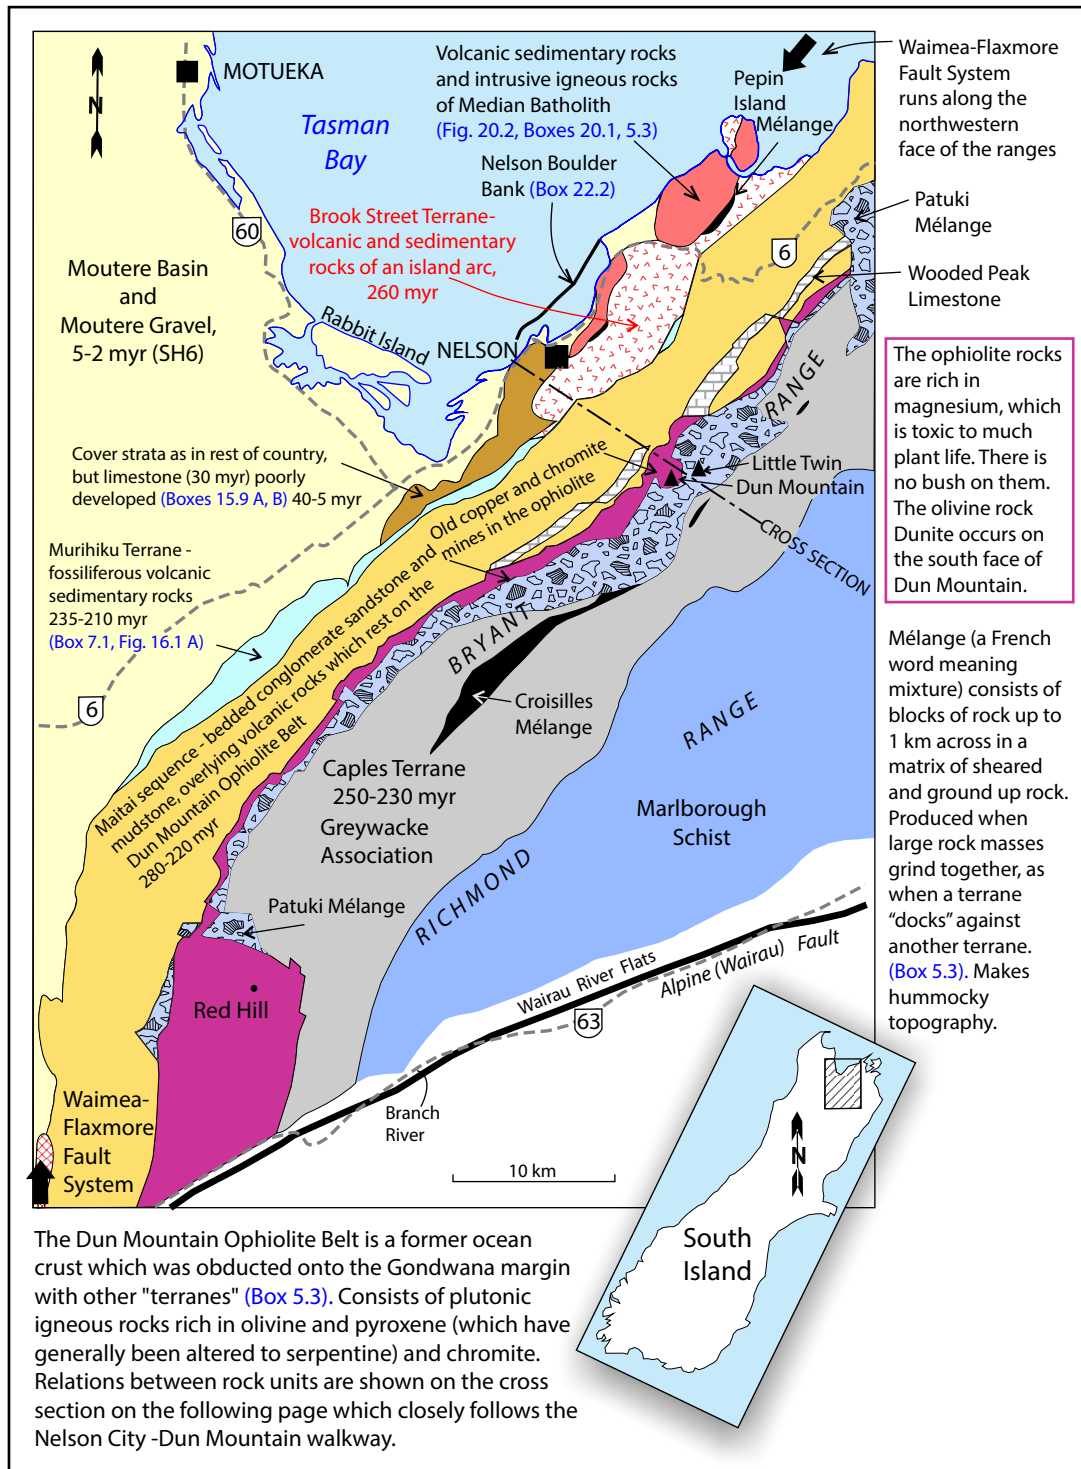 MOTUEKA
N
Tasman
Bay
Volcanic sedimentary rocks
and intrusive igneous rocks
of Median Batholith
(Fig. 20.2, Boxes 20.1, 5.3)
Pepin
Island
Mélange
Waimea-Flaxmore
Fault System
runs along the
northwestern
face of the ranges
Nelson Boulder
Bank (Box 22.2)
Patuki
Mélange
Brook Street Terrane-
volcanic and sedimentary
rocks of an island arc,
260 myr
60
6
Wooded Peak
Limestone
Moutere Basin
and
Moutere Gravel,
5-2 myr (SH6)
Rabbit Island
NELSON
The ophiolite rocks
are rich in
magnesium, which
is toxic to much
plant life. There is
no bush on them.
The olivine rock
Dunite occurs on
the south face of
Dun Mountain.
RANGE
Cover strata as in rest of country,
but limestone (30 myr) poorly
developed (Boxes 15.9 A, B) 40-5 myr
Little Twin
Dun Mountain
CROSS SECTION
Old copper and chromite
mines in the ophiolite
Murihiku Terrane -
fossiliferous volcanic
sedimentary rocks
235-210 myr
(Box 7.1, Fig. 16.1 A)
Maitai sequence - bedded conglomerate sandstone and
mudstone, overlying volcanic rocks which rest on the
Dun Mountain Ophiolite Belt
280-220 myr
BRYANT
6
Croisilles
Mélange
RANGE
Mélange (a French
word meaning
mixture) consists of
blocks of rock up to
1 km across in a
matrix of sheared
and ground up rock.
Produced when
large rock masses
grind together, as
when a terrane
“docks” against
another terrane.
(Box 5.3). Makes
hummocky
topography.
Caples Terrane
250-230 myr
Greywacke
Association
Marlborough
Schist
RICHMOND
Patuki Mélange
Red Hill
Wairau River Flats
Alpine (Wairau) Fault
63
Branch
River
Waimea-
Flaxmore
Fault
System
10 km
N
South
Island
The Dun Mountain Ophiolite Belt is a former ocean
crust which was obducted onto the Gondwana margin
with other "terranes" (Box 5.3). Consists of plutonic
igneous rocks rich in olivine and pyroxene (which have
generally been altered to serpentine) and chromite.
Relations between rock units are shown on the cross
section on the following page which closely follows the
Nelson City -Dun Mountain walkway.